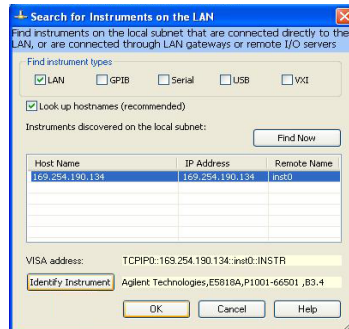 Search for Instruments on the LAN
Find instruments on the local subnet that are connected directly to the
LAN, or are connected through LAN gateways or remote I/O servers
Find instrument types
LAN GPIB Serial USB VXI
Look up hostnames (recommended)
Instruments discovered on the local subnet:
Find Now
Host Name IP Address Remote Name
169.254.190.134 169.254.190.134 inst0
VISA address: TCPIP0::169.254.190.134::inst0::INSTR
Identify Instrument Agilent Technologies,E5818A,P1001-66501 ,B3.4
OK Cancel Help